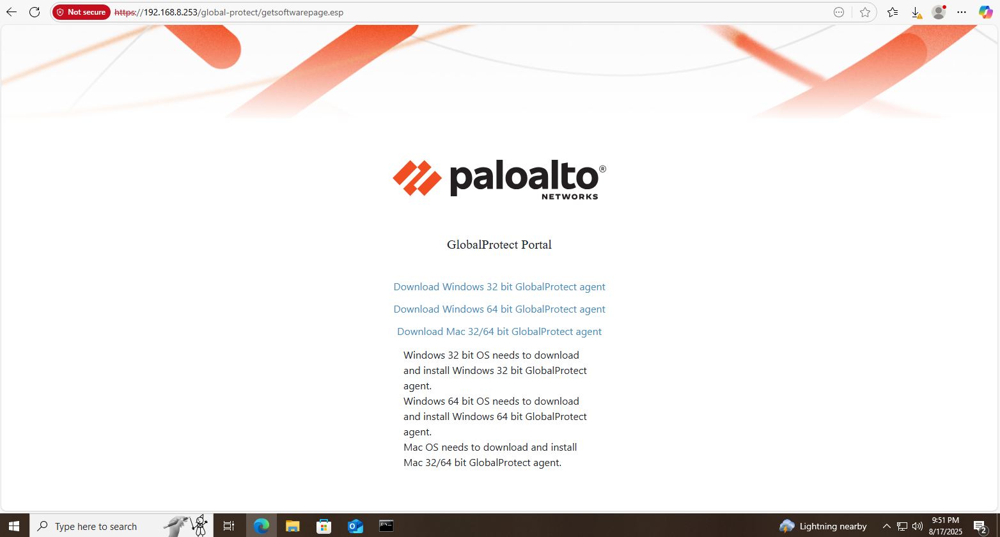 Not secure https://192.168.8.253/global-protect/getsoftwarepage.esp
paloalto®
NETWORKS
GlobalProtect Portal
Download Windows 32 bit GlobalProtect agent
Download Windows 64 bit GlobalProtect agent
Download Mac 32/64 bit GlobalProtect agent
Windows 32 bit OS needs to download
and install Windows 32 bit GlobalProtect
agent.
Windows 64 bit OS needs to download
and install Windows 64 bit GlobalProtect
agent.
Mac OS needs to download and install
Mac 32/64 bit GlobalProtect agent.
Type here to search
Lightning nearby
9:51 PM
8/17/2025
2